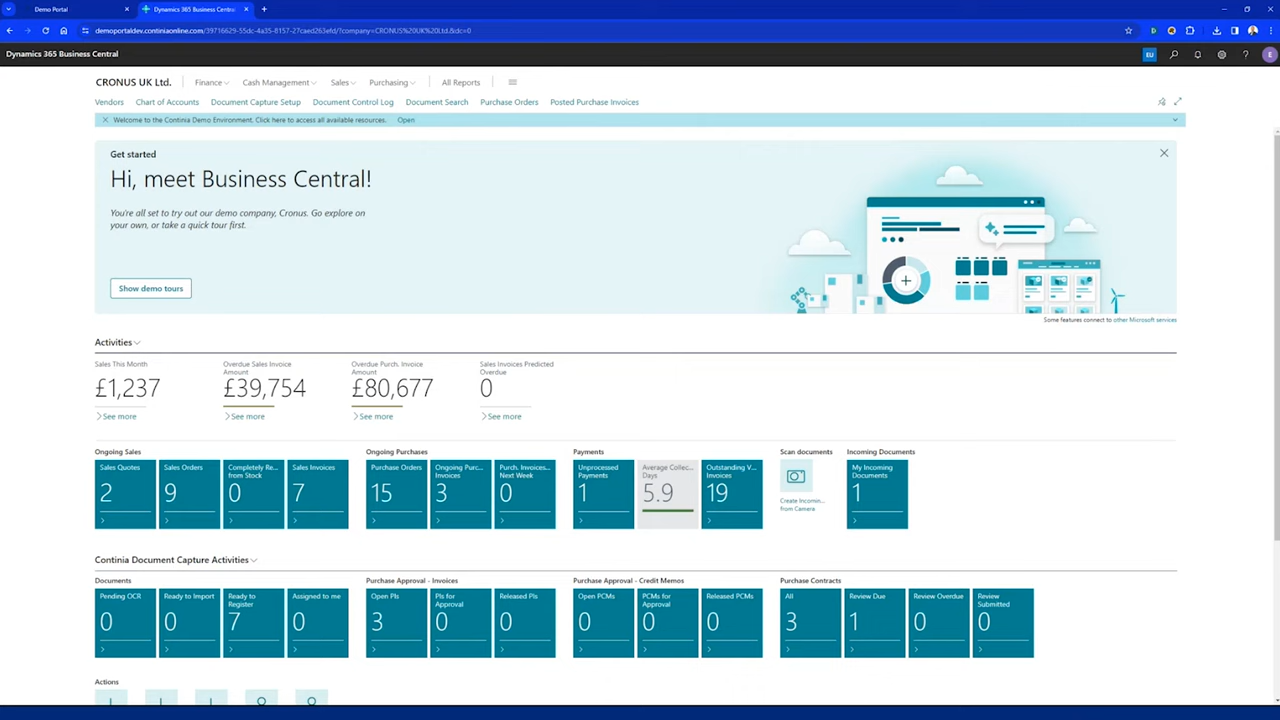 Demo Portal
Dynamics 365 Business Centra
demoportaldev.continiaonline.com/39716629-55dc-4a35-8157-27caed263efd/?company=CRONUS%20UK%20Ltd.&dc=0
Dynamics 365 Business Central
EU
?
E
CRONUS UK Ltd.
Finance
Cash Management
Sales
Purchasing
All Reports
Vendors
Chart of Accounts
Document Capture Setup
Document Control Log
Document Search
Purchase Orders
Posted Purchase Invoices
Welcome to the Continia Demo Environment. Click here to access all available resources.
Open
Get started
Hi, meet Business Central!
You're all set to try out our demo company, Cronus. Go explore on
your own, or take a quick tour first.
Show demo tours
Some features connect to other Microsoft services
Activities
Sales This Month
£1,237
See more
Overdue Sales Invoice
Amount
£39,754
See more
Overdue Purch. Invoice
Amount
£80,677
See more
Sales Invoices Predicted
Overdue
0
See more
Ongoing Sales
Sales Quotes
2
Sales Orders
9
Completely Re...
from Stock
0
Sales Invoices
7
Ongoing Purchases
Purchase Orders
15
Ongoing Purc...
Invoices
3
Purch. Invoices...
Next Week
0
Payments
Unprocessed
Payments
1
Average Collec...
Days
5.9
Outstanding V...
Invoices
19
Scan documents
Create Incomin...
from Camera
Incoming Documents
My Incoming
Documents
1
Continia Document Capture Activities
Documents
Pending OCR
0
Ready to Import
0
Ready to
Register
7
Assigned to me
0
Purchase Approval - Invoices
Open PIs
3
PIs for
Approval
0
Released PIs
0
Purchase Approval - Credit Memos
Open PCMs
0
PCMs for
Approval
0
Released PCMs
0
Purchase Contracts
All
3
Review Due
1
Review Overdue
0
Review
Submitted
0
Actions